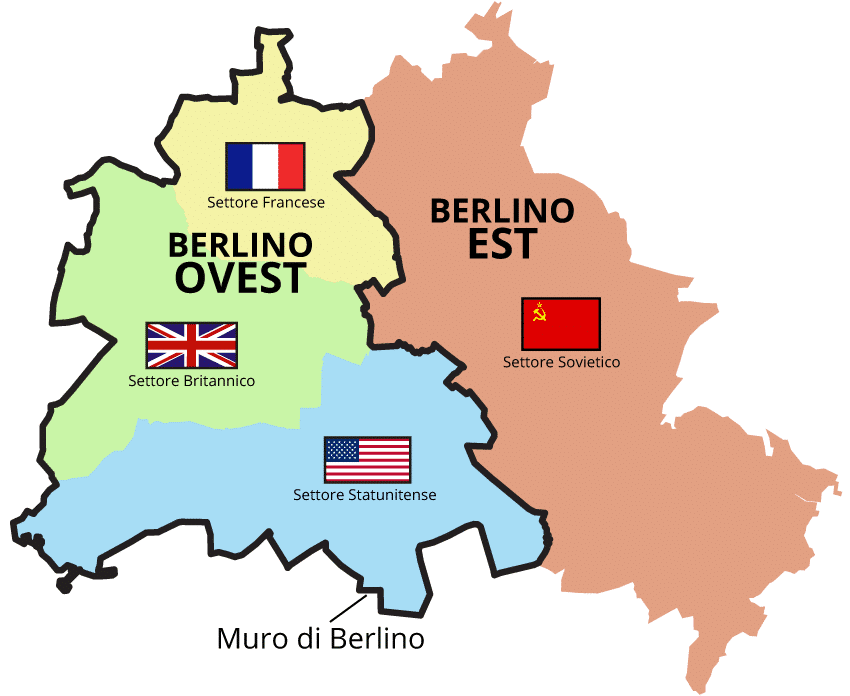 Settore Francese
BERLINO
OVEST
BERLINO
EST
Settore Britannico
Settore Sovietico
Settore Statunitense
Muro di Berlino